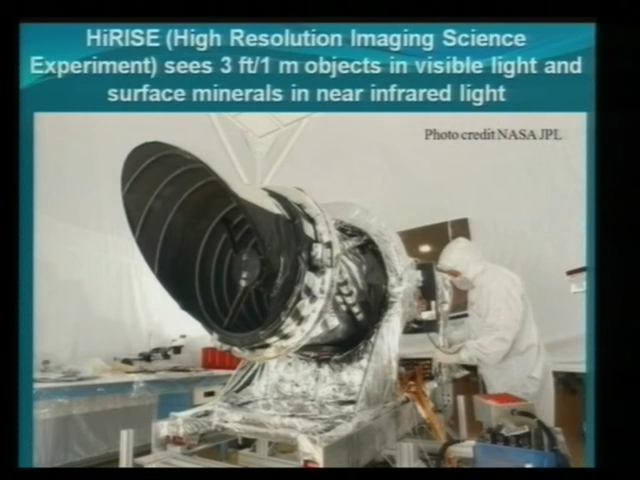 HiRISE (High Resolution Imaging Science
Experiment) sees 3 ft/1 m objects in visible light and
surface minerals in near infrared light
Photo credit NASA JPL